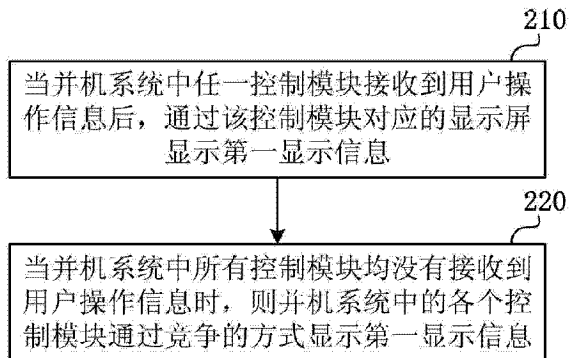 210
当并机系统中任一控制模块接收到用户操
作信息后，通过该控制模块对应的显示屏
显示第一显示信息
220
当并机系统中所有控制模块均没有接收到
用户操作信息时，则并机系统中的各个控
制模块通过竞争的方式显示第一显示信息